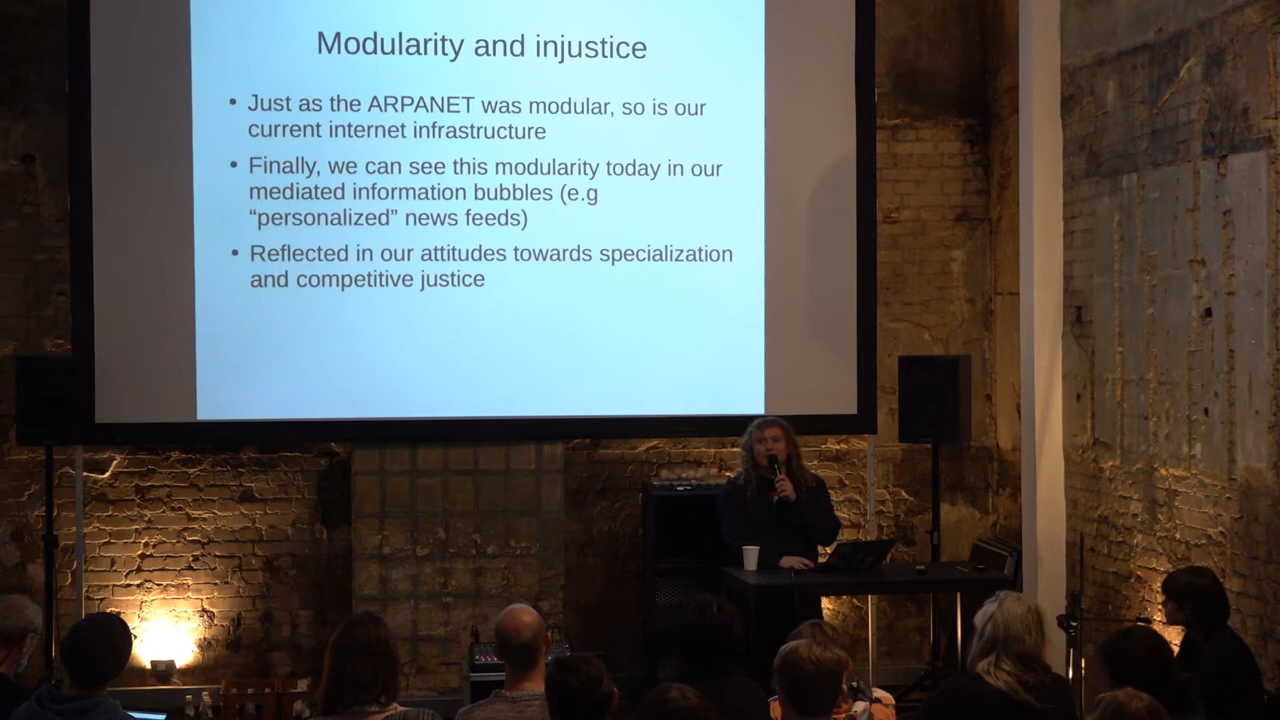 Modularity and injustice
• Just as the ARPANET was modular, so is our
current internet infrastructure
• Finally, we can see this modularity today in our
mediated information bubbles (e.g
“personalized” news feeds)
• Reflected in our attitudes towards specialization
and competitive justice